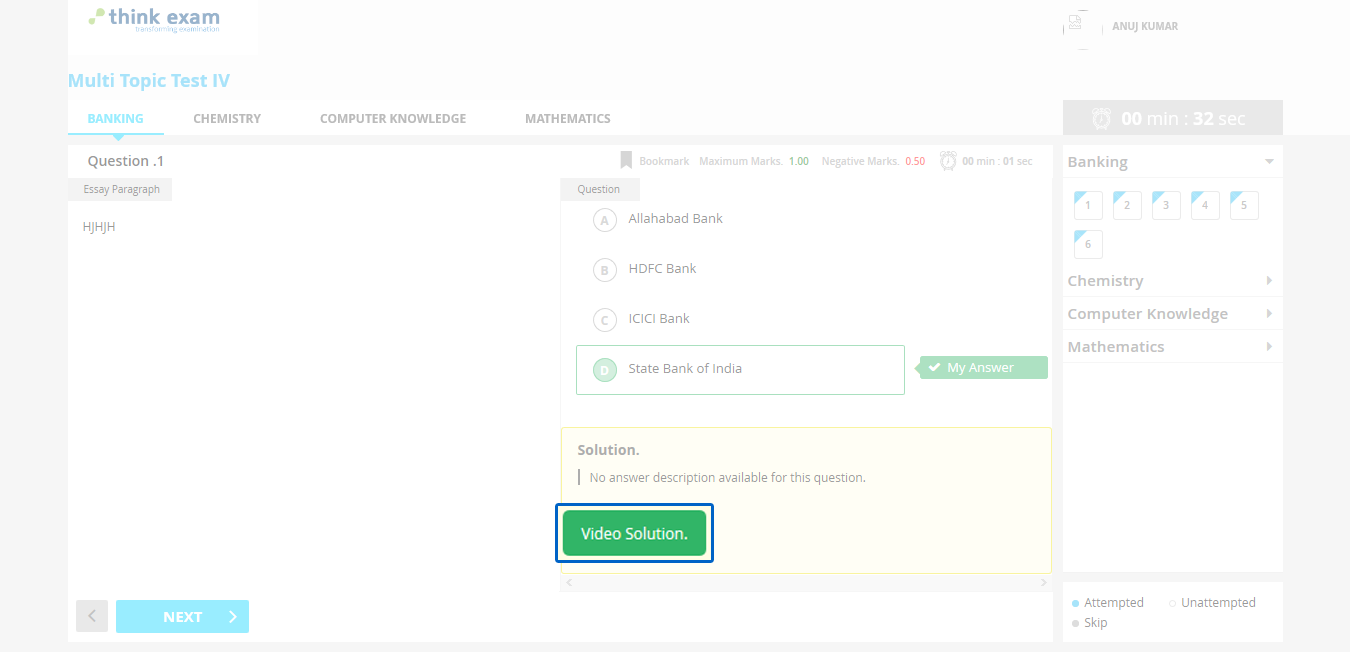 think exam
transforming examination
ANUJ KUMAR
Multi Topic Test IV
BANKING CHEMISTRY COMPUTER KNOWLEDGE MATHEMATICS
00 min : 32 sec
Question .1
Bookmark Maximum Marks. 1.00 Negative Marks. 0.50 00 min : 01 sec
Essay Paragraph
HJHJH
Question
A Allahabad Bank
B HDFC Bank
C ICICI Bank
D State Bank of India
My Answer
Solution.
No answer description available for this question.
Video Solution.
NEXT
Banking
1 2 3 4 5
6
Chemistry
Computer Knowledge
Mathematics
Attempted Unattempted
Skip